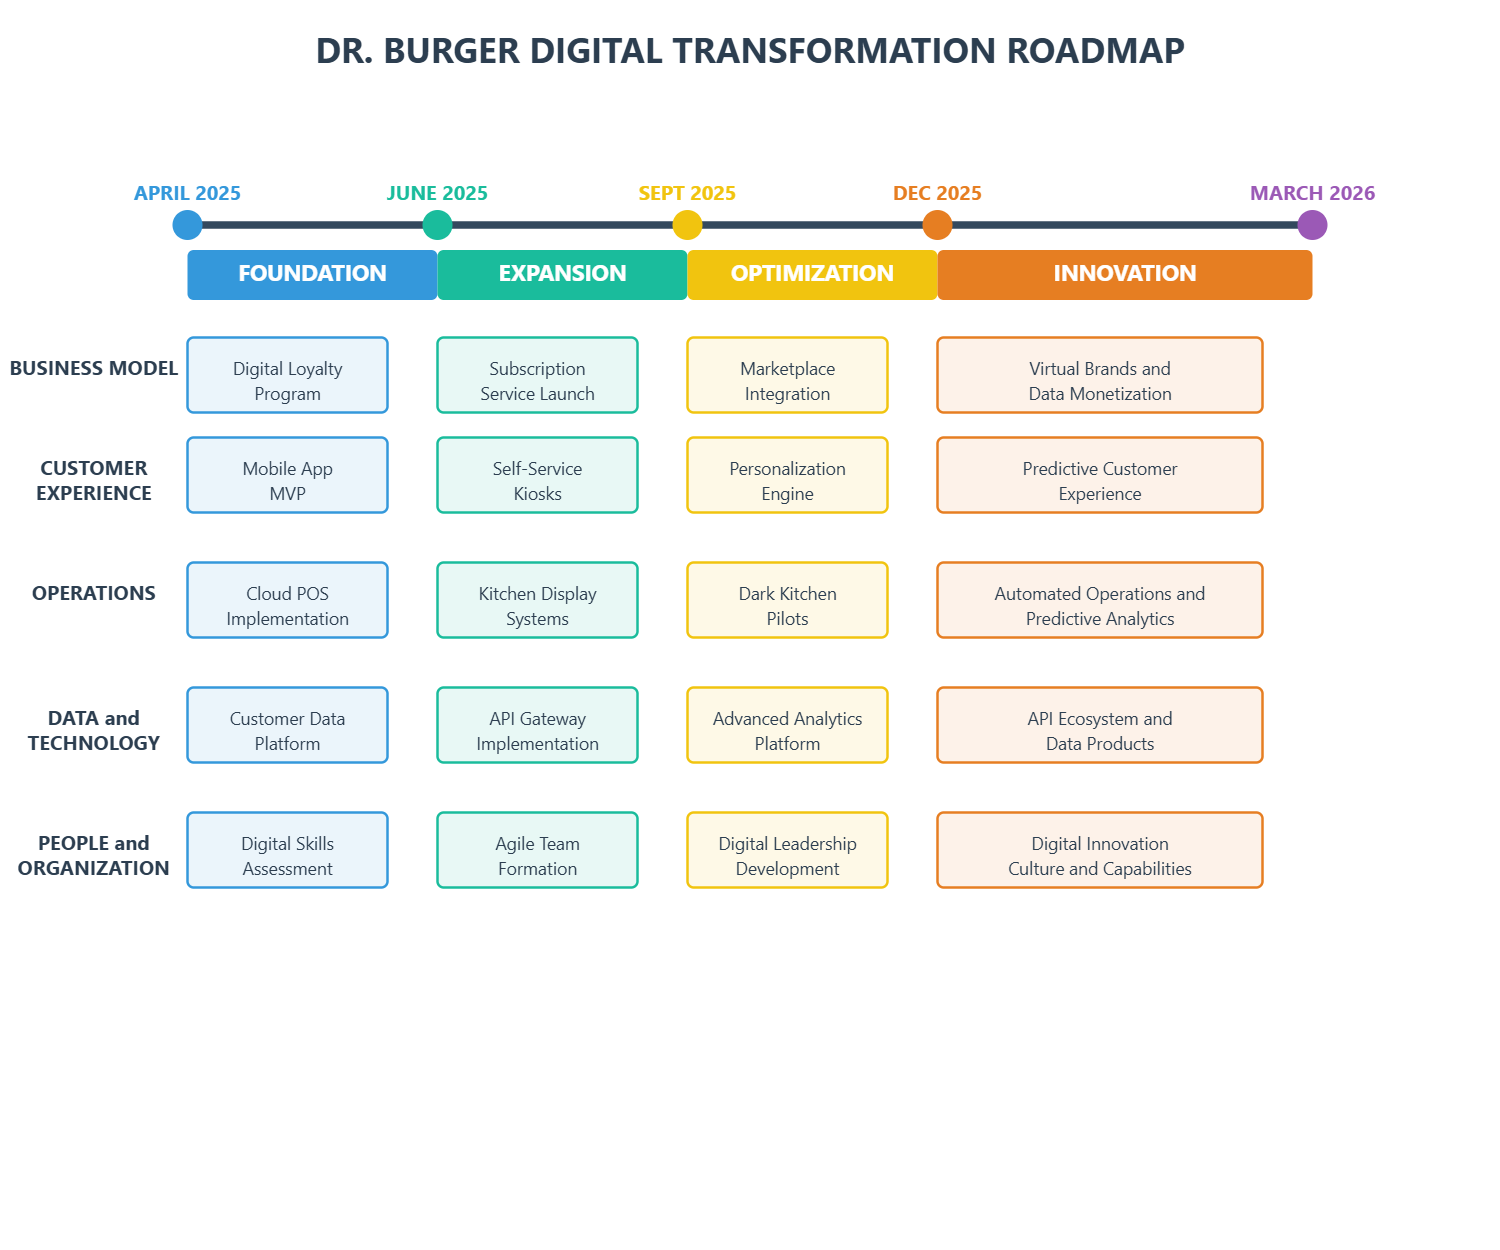 DR. BURGER DIGITAL TRANSFORMATION ROADMAP
APRIL 2025
JUNE 2025
SEPT 2025
DEC 2025
MARCH 2026
FOUNDATION
EXPANSION
OPTIMIZATION
INNOVATION
BUSINESS MODEL
Digital Loyalty
Program
Subscription
Service Launch
Marketplace
Integration
Virtual Brands and
Data Monetization
CUSTOMER
EXPERIENCE
Mobile App
MVP
Self-Service
Kiosks
Personalization
Engine
Predictive Customer
Experience
OPERATIONS
Cloud POS
Implementation
Kitchen Display
Systems
Dark Kitchen
Pilots
Automated Operations and
Predictive Analytics
DATA and
TECHNOLOGY
Customer Data
Platform
API Gateway
Implementation
Advanced Analytics
Platform
API Ecosystem and
Data Products
PEOPLE and
ORGANIZATION
Digital Skills
Assessment
Agile Team
Formation
Digital Leadership
Development
Digital Innovation
Culture and Capabilities